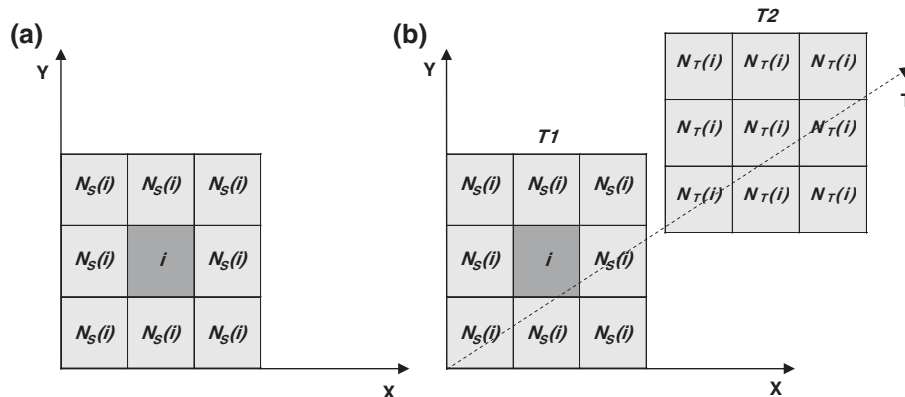 (a)
Y
N_S(i) N_S(i) N_S(i)
N_S(i) i N_S(i)
N_S(i) N_S(i) N_S(i)
X
(b)
Y
T1
N_S(i) N_S(i) N_S(i)
N_S(i) i N_S(i)
N_S(i) N_S(i) N_S(i)
X
T2
N_T(i) N_T(i) N_T(i)
N_T(i) N_T(i) N_T(i)
N_T(i) N_T(i) N_T(i)
T